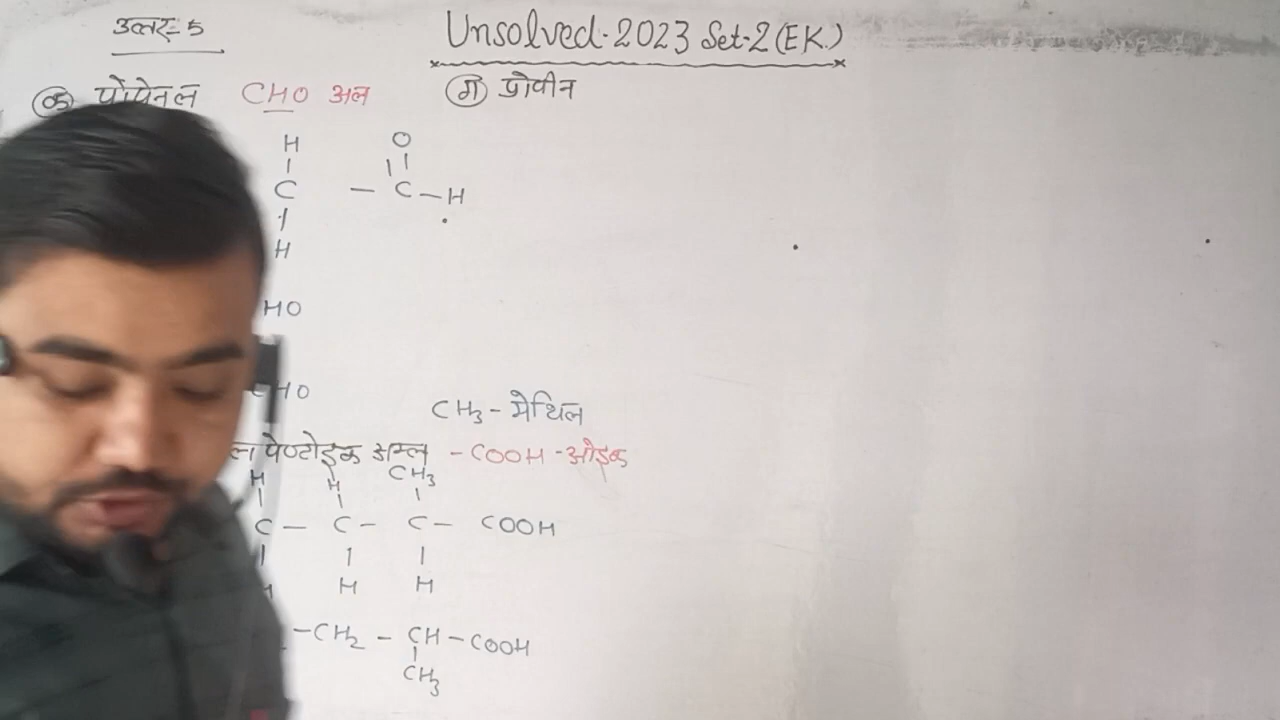 उत्तर-5
Unsolved-2023 Set-2 (EK.)
(क) प्रोपेनल CHO अल
(ग) प्रोपीन
H O
C - C - H
H
HO
CHO
CH3 - मेथिल
ल पेण्टोइक अम्ल - COOH - ओइक
H H CH3
C - C - C - COOH
H H H
- CH2 - CH - COOH
CH3